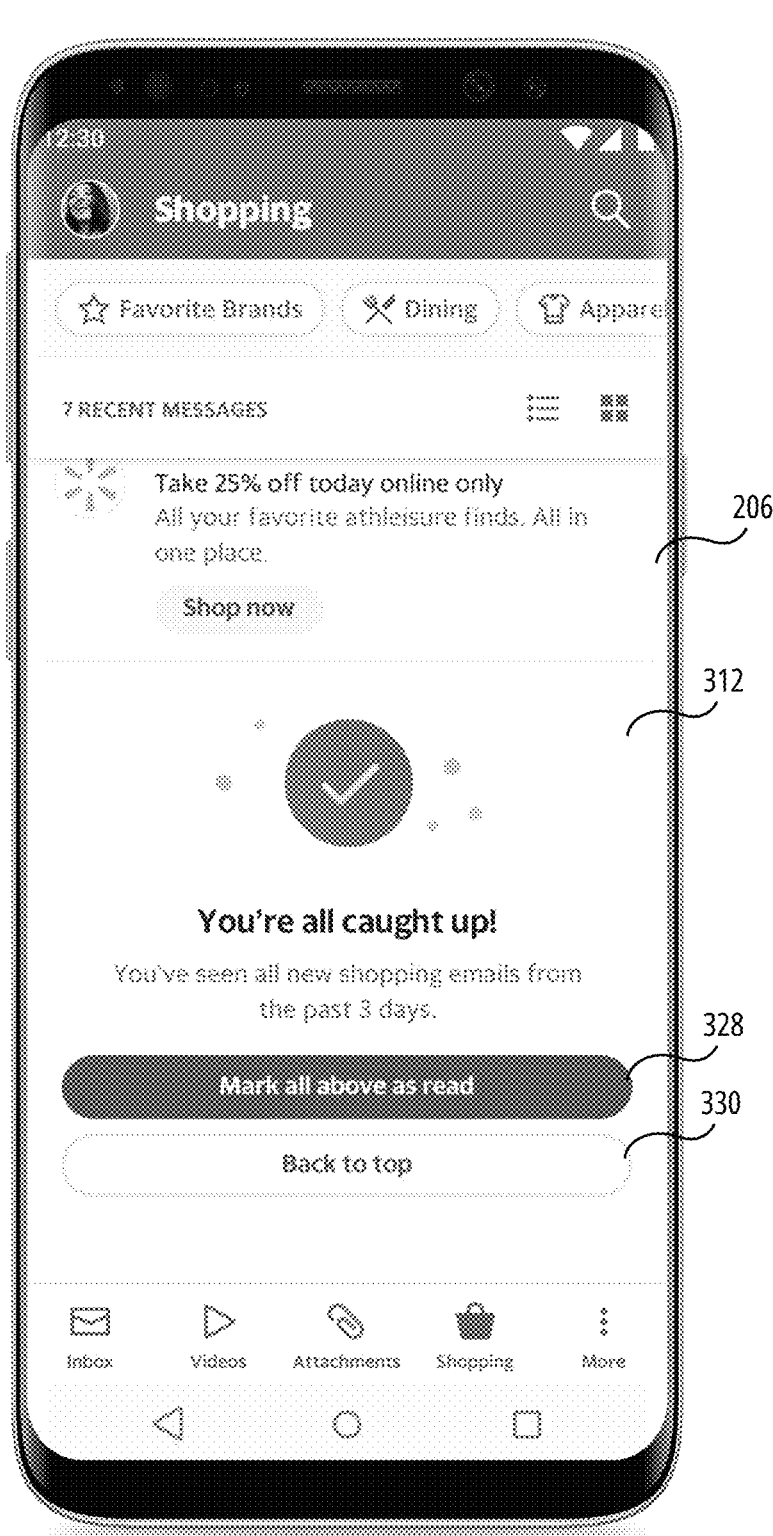 12:30
Shopping
Favorite Brands
Dining
Apparel
7 RECENT MESSAGES
Take 25% off today online only
All your favorite athleisure finds. All in
one place.
Shop now
206
312
You're all caught up!
You've seen all new shopping emails from
the past 3 days.
328
Mark all above as read
330
Back to top
Inbox
Videos
Attachments
Shopping
More